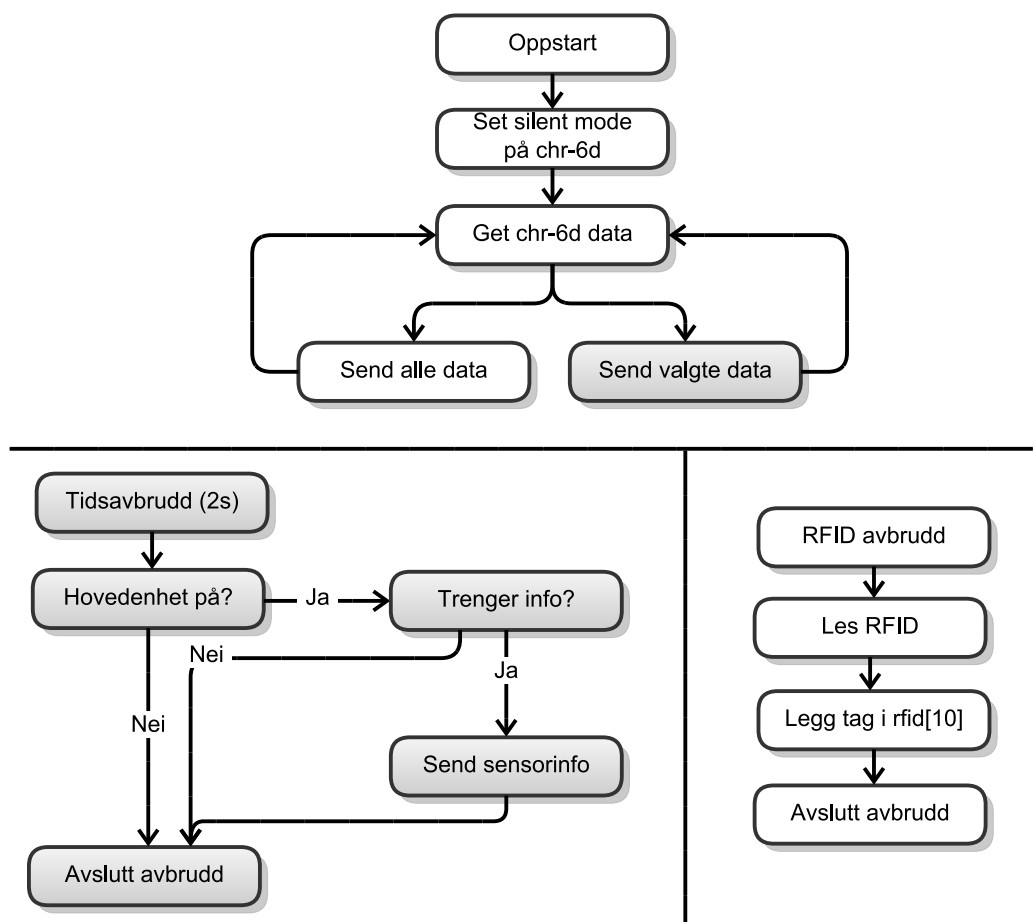 Oppstart
Set silent mode
på chr-6d
Get chr-6d data
Send alle data
Send valgte data
Tidsavbrudd (2s)
Hovedenhet på?
Ja
Trenger info?
Nei
Ja
Nei
Send sensorinfo
Avslutt avbrudd
RFID avbrudd
Les RFID
Legg tag i rfid[10]
Avslutt avbrudd